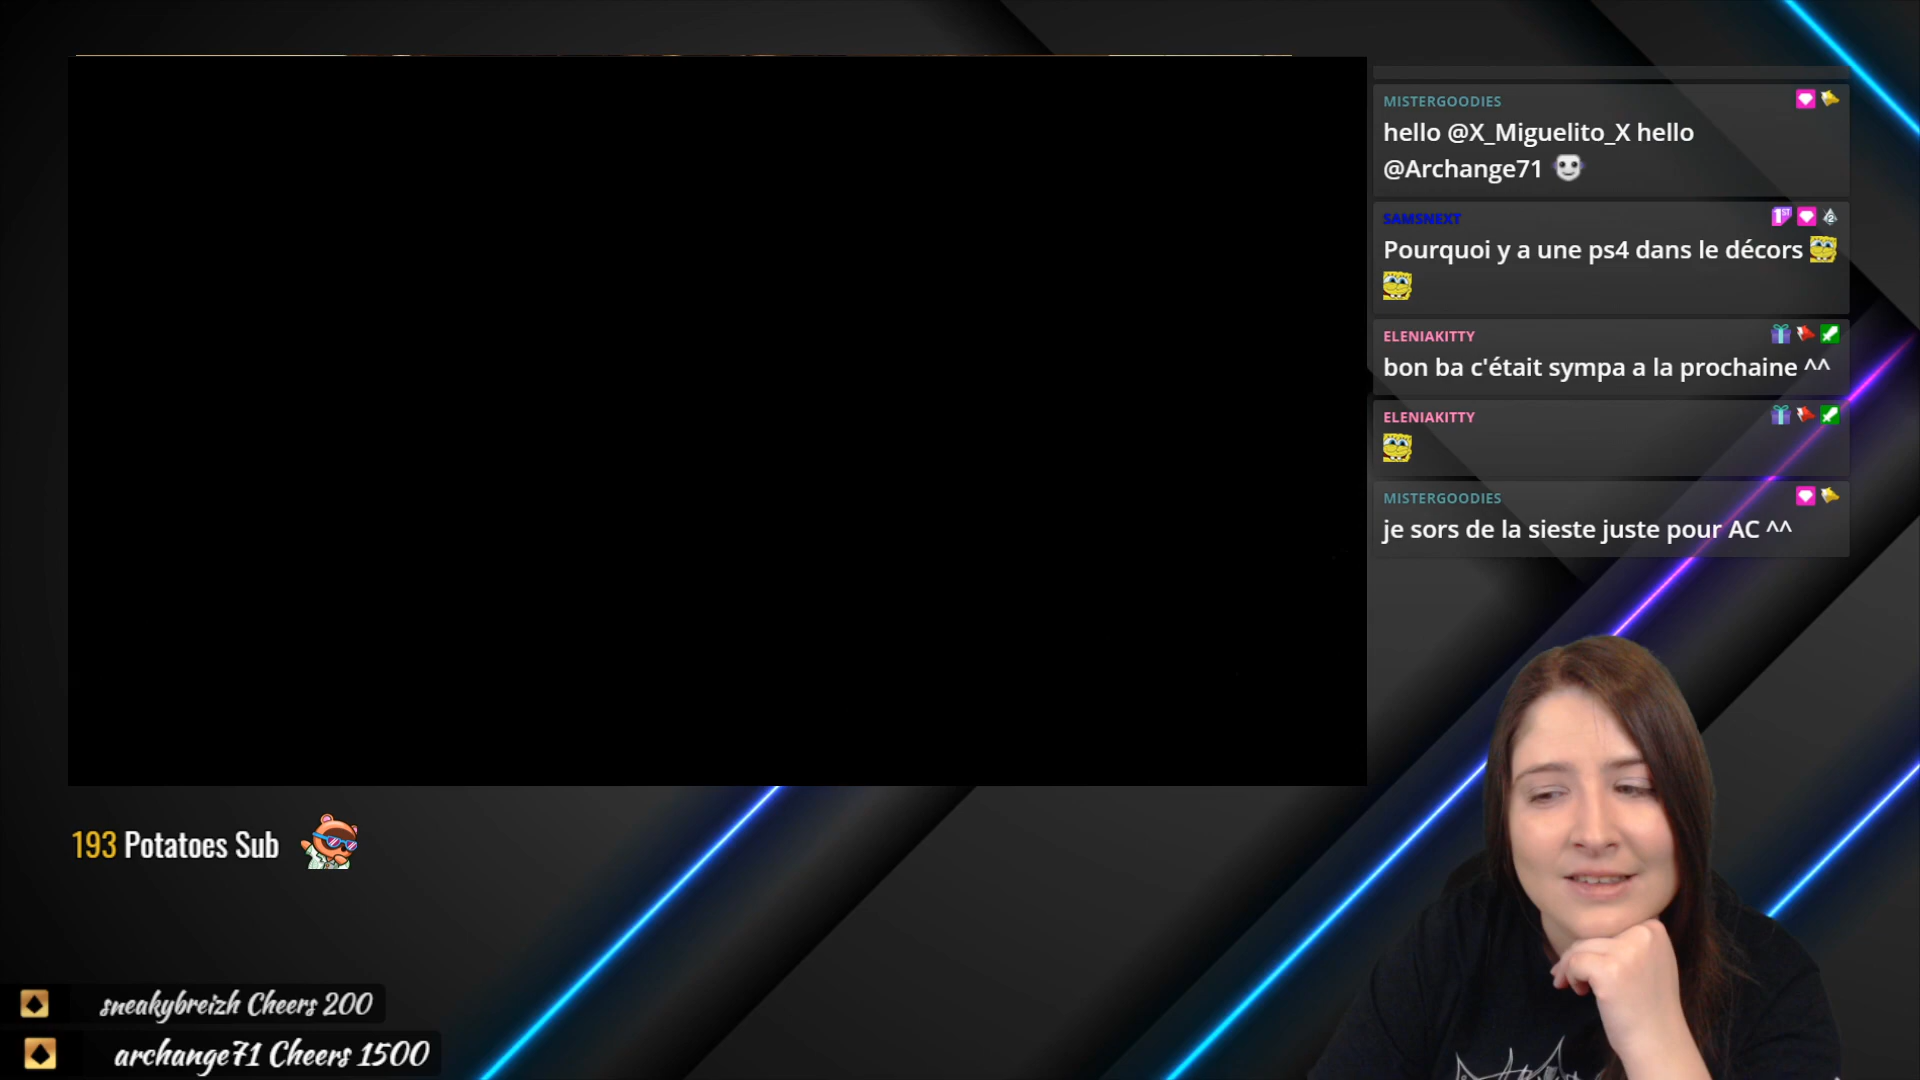 MISTERGOODIES
hello @X_Miguelito_X hello
@Archange71
SAMSNEXT
1ST
2
Pourquoi y a une ps4 dans le décors
ELENIAKITTY
bon ba c'était sympa a la prochaine ^^
ELENIAKITTY
MISTERGOODIES
je sors de la sieste juste pour AC ^^
193 Potatoes Sub
sneakybreizh Cheers 200
archange71 Cheers 1500